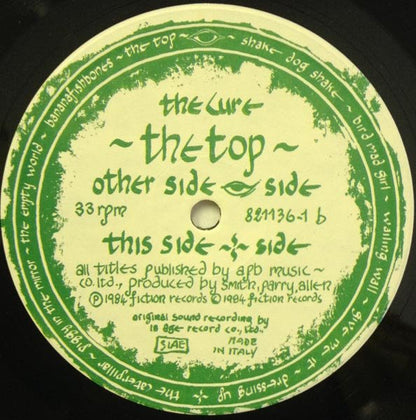 the cure
~ the top ~
other side side
33 rpm
821136-1 b
this side side
all titles published by apb music ~
co. ltd., produced by smith, parry, allen
℗ 1984 fiction records © 1984 fiction records
original sound recording by
18 age record co., ltd.
SIAE
MADE
IN ITALY
shake dog shake ~ bird mad girl ~ wailing wall ~ give me it ~ dressing up
the caterpillar ~ piggy in the mirror ~ the empty world ~ bananafishbones ~ the top ~